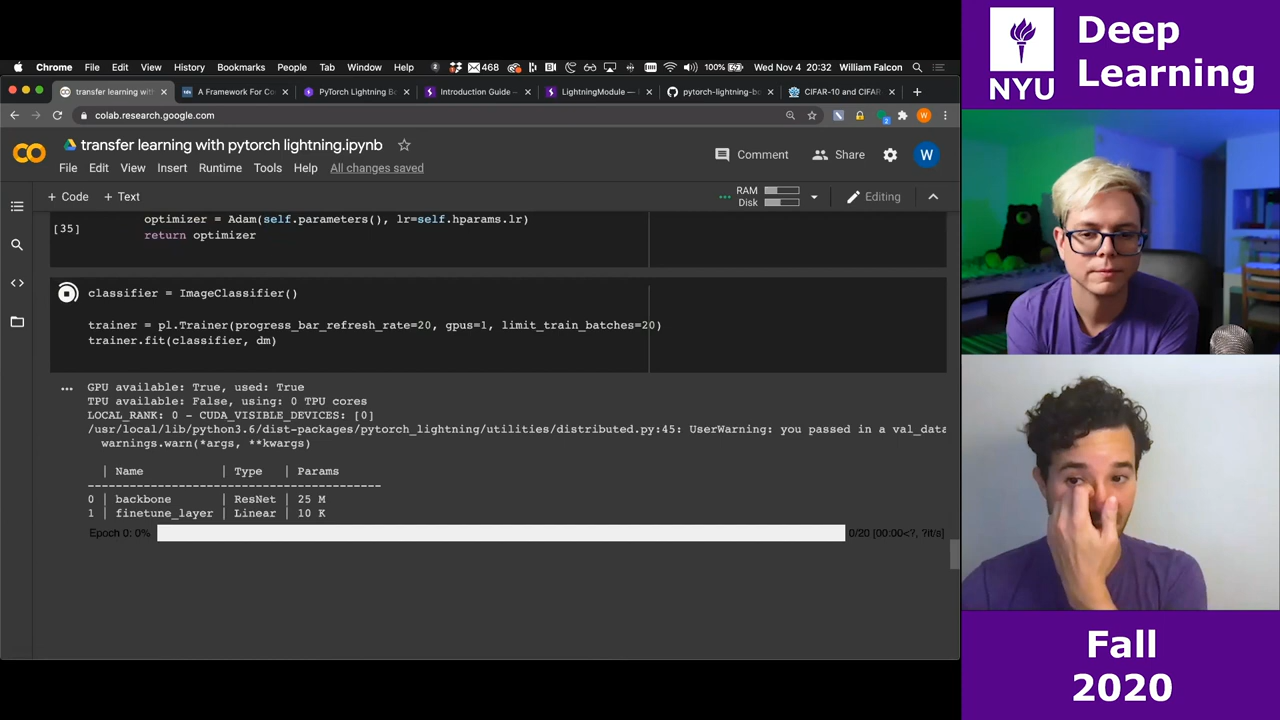 Chrome File Edit View History Bookmarks People Tab Window Help 468 100% Wed Nov 4 20:32 William Falcon
transfer learning with A Framework For Co PyTorch Lightning Bo Introduction Guide — LightningModule — pytorch-lightning-bo CIFAR-10 and CIFAR
colab.research.google.com
CO transfer learning with pytorch lightning.ipynb
Comment Share W
File Edit View Insert Runtime Tools Help All changes saved
+ Code + Text RAM Disk Editing
optimizer = Adam(self.parameters(), lr=self.hparams.lr)
[35] return optimizer
classifier = ImageClassifier()
trainer = pl.Trainer(progress_bar_refresh_rate=20, gpus=1, limit_train_batches=20)
trainer.fit(classifier, dm)
GPU available: True, used: True
TPU available: False, using: 0 TPU cores
LOCAL_RANK: 0 - CUDA_VISIBLE_DEVICES: [0]
/usr/local/lib/python3.6/dist-packages/pytorch_lightning/utilities/distributed.py:45: UserWarning: you passed in a val_data
warnings.warn(*args, **kwargs)
| Name | Type | Params
-------------------------------------------
0 | backbone | ResNet | 25 M
1 | finetune_layer | Linear | 10 K
Epoch 0: 0% 0/20 [00:00<?, ?it/s]
NYU
Deep
Learning
Fall
2020